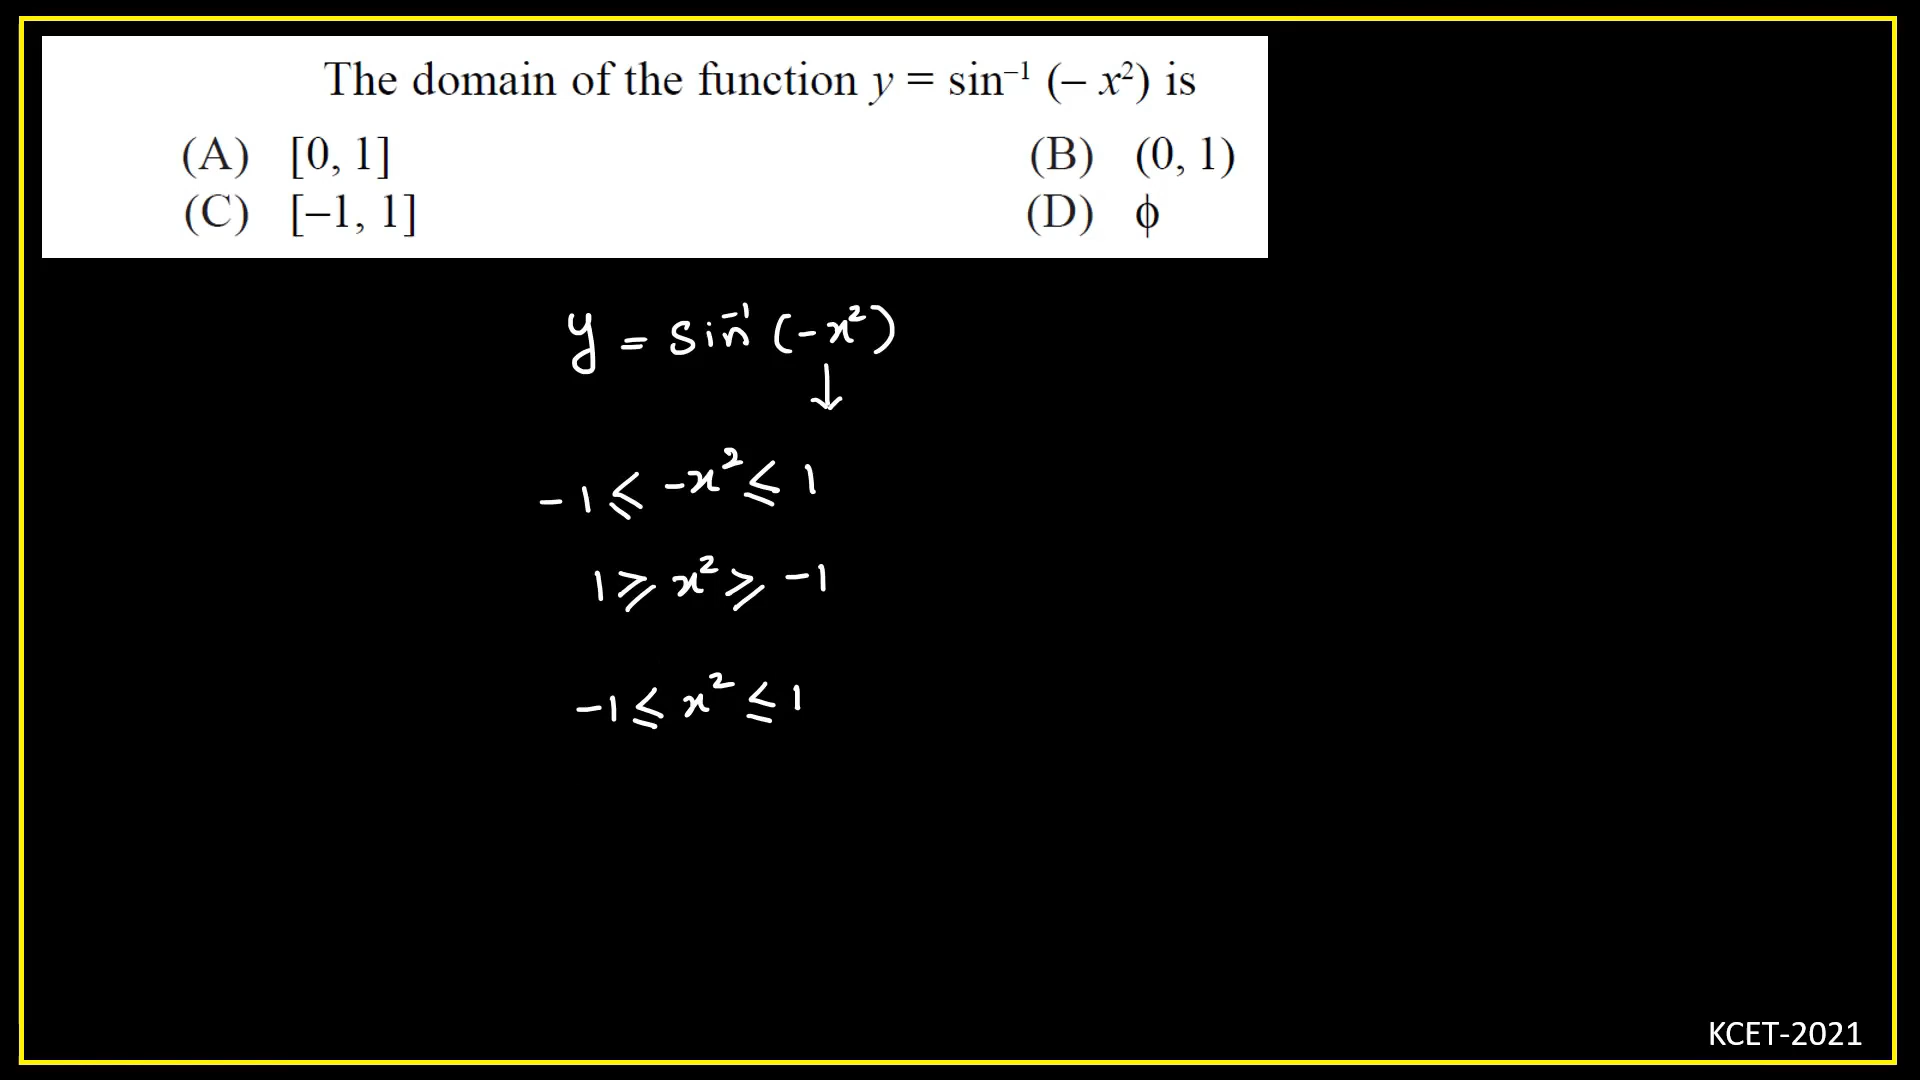 The domain of the function y = sin⁻¹ (– x²) is
(A) [0, 1] (B) (0, 1)
(C) [–1, 1] (D) ϕ
y = sin⁻¹ (-x²)
↓
-1 ≤ -x² ≤ 1
1 ≥ x² ≥ -1
-1 ≤ x² ≤ 1
KCET-2021